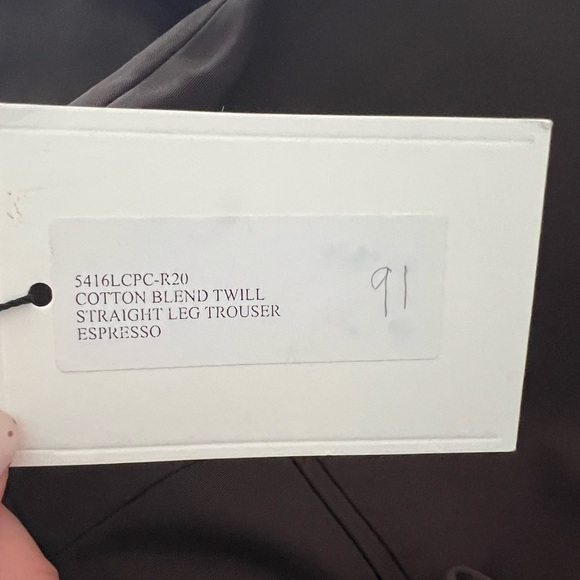 5416LCPC-R20
COTTON BLEND TWILL
STRAIGHT LEG TROUSER
ESPRESSO
91